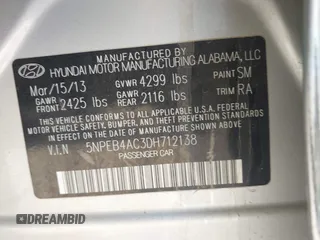 MANUFACTURED BY
HYUNDAI MOTOR MANUFACTURING ALABAMA, LLC
Mar/15/13 GVWR 4299 lbs PAINT SM
GAWR FRONT 2425 lbs GAWR REAR 2116 lbs TRIM RA
THIS VEHICLE CONFORMS TO ALL APPLICABLE
FEDERAL MOTOR VEHICLE SAFETY, BUMPER, AND
THEFT PREVENTION STANDARDS IN EFFECT ON
THE DATE OF MANUFACTURE SHOWN ABOVE.
V.I.N 5NPEB4AC3DH712138
PASSENGER CAR
DREAMBID